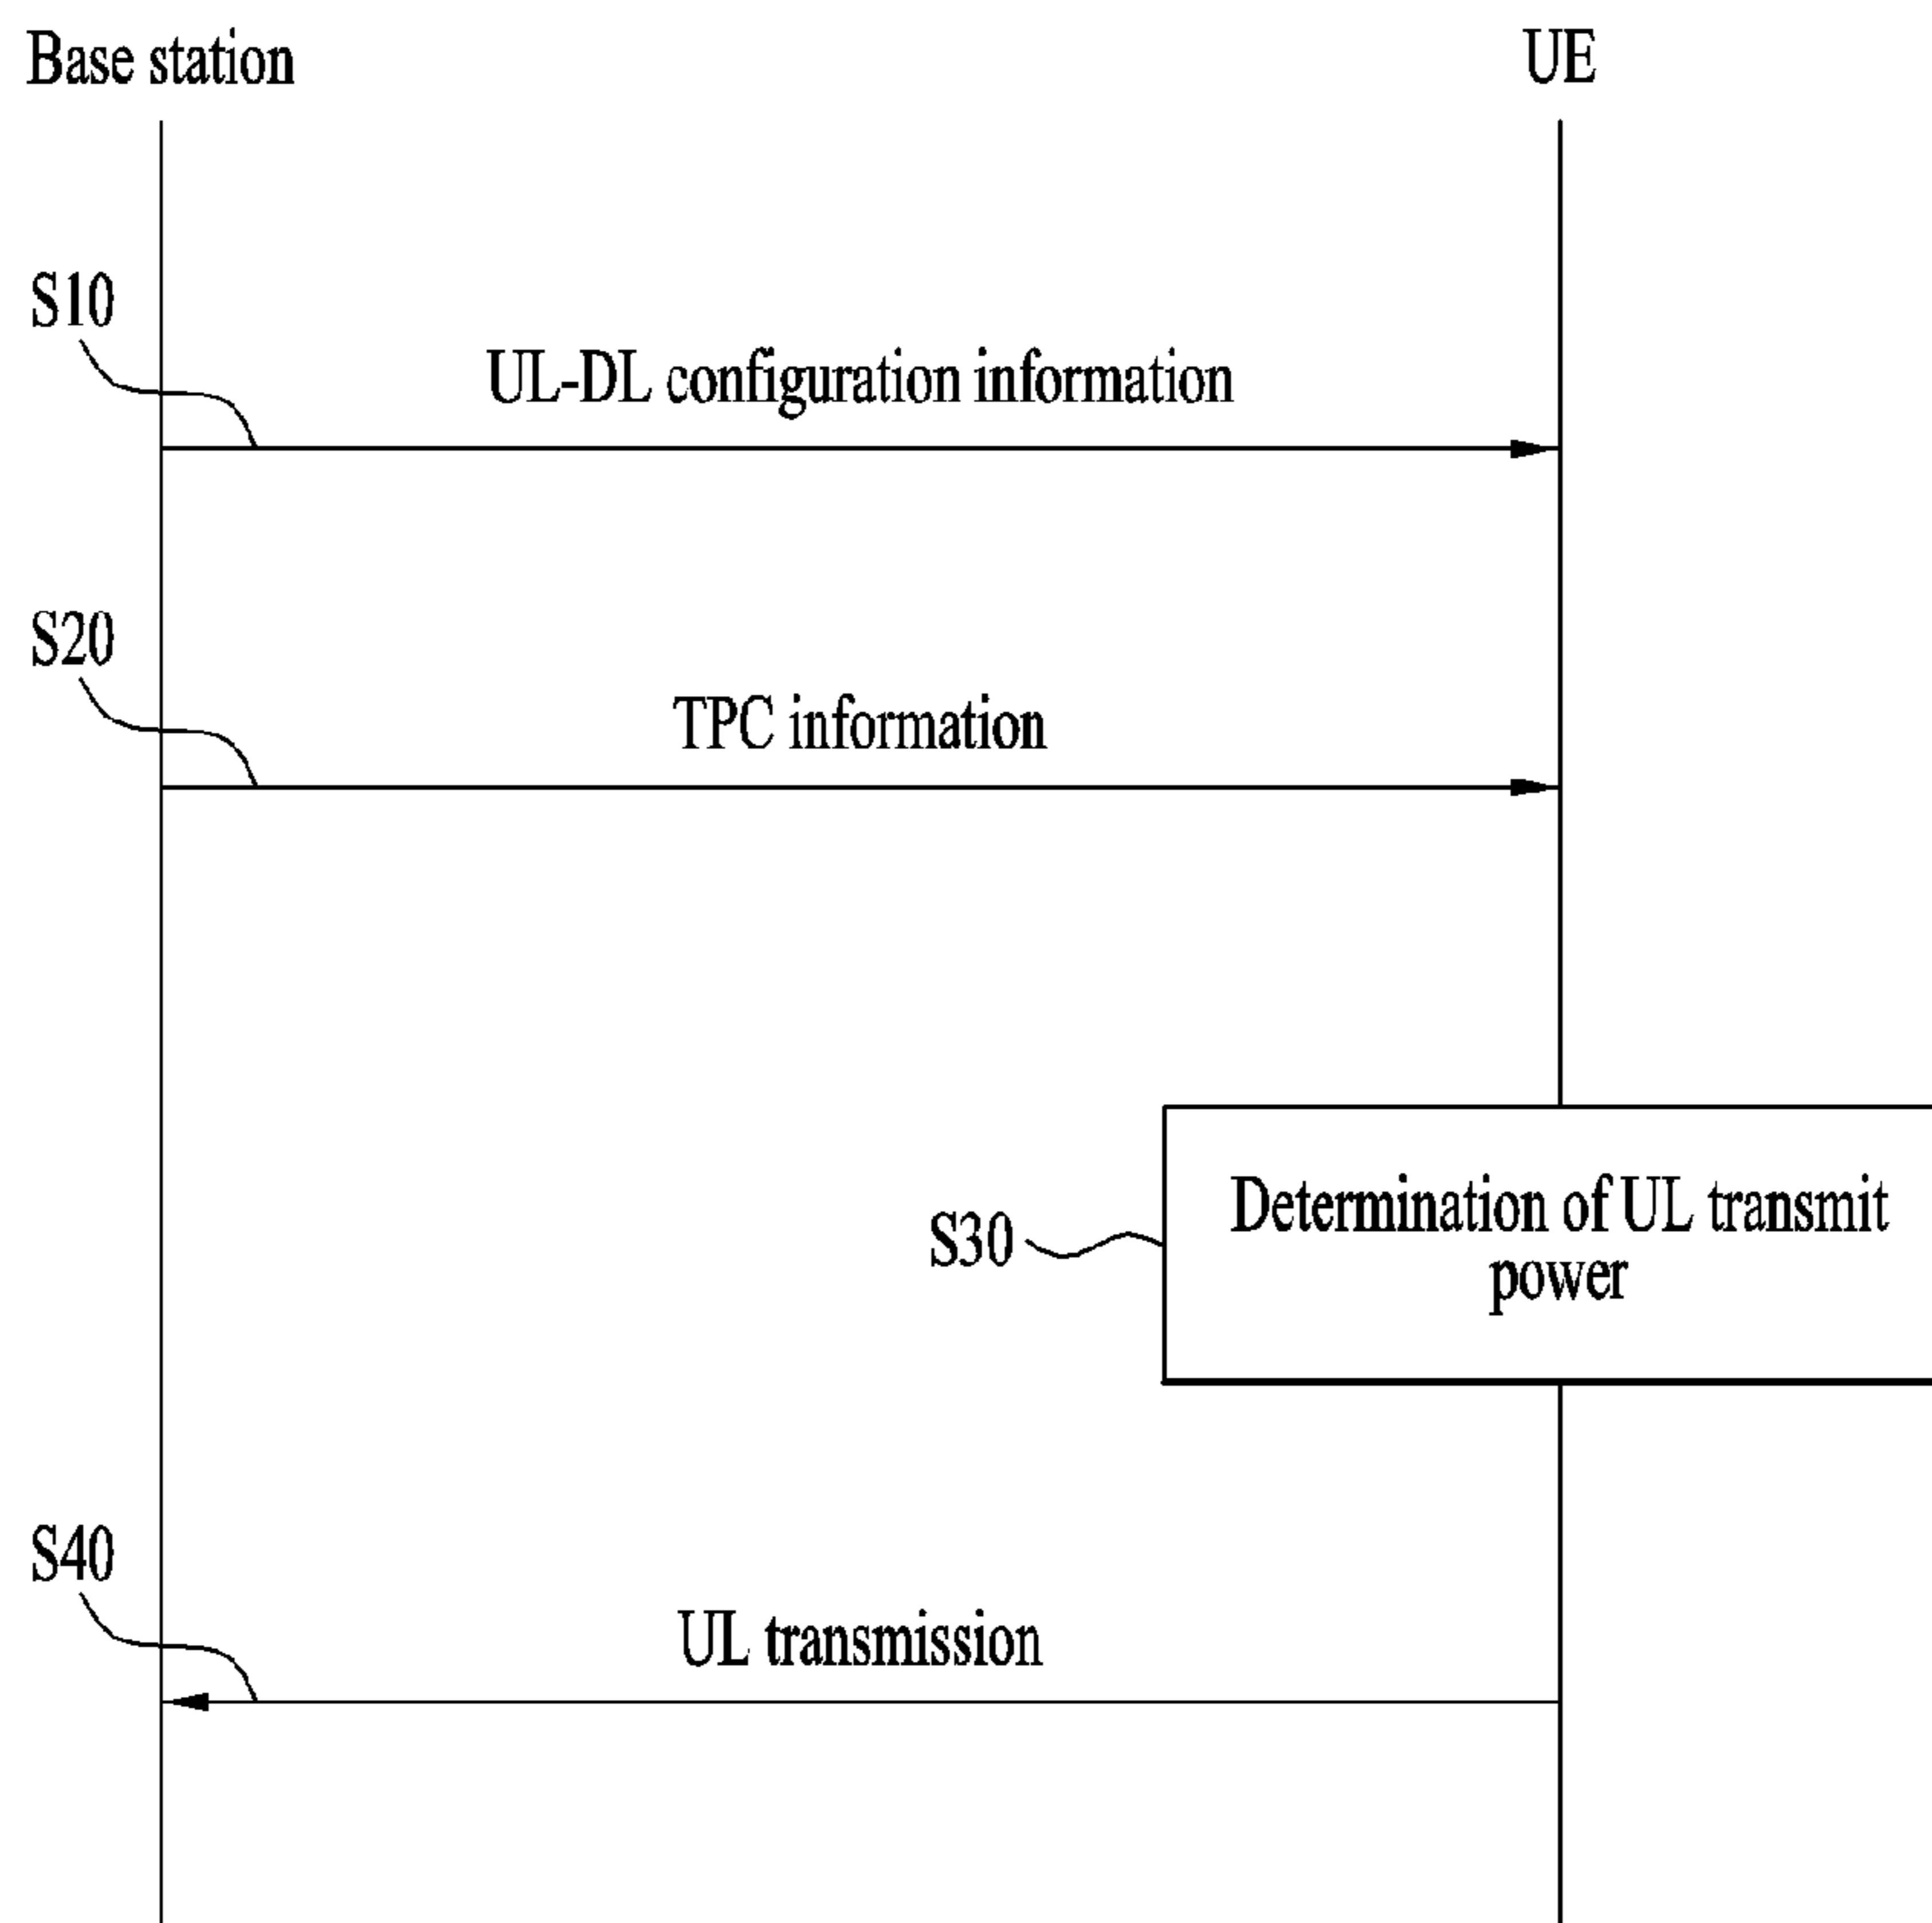 Base station
UE
S10
UL-DL configuration information
S20
TPC information
S30
Determination of UL transmit
power
S40
UL transmission